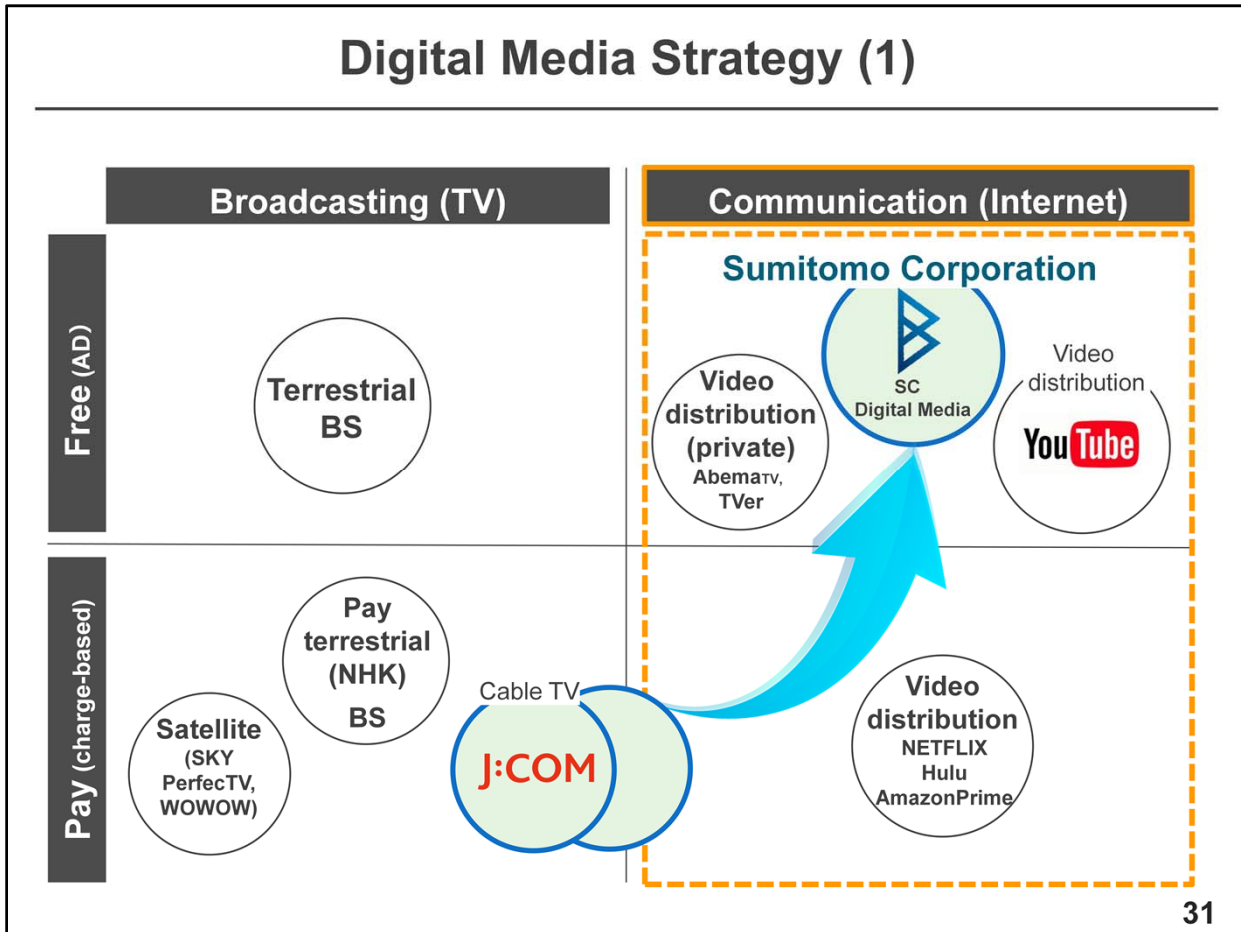 Digital Media Strategy (1)
Broadcasting (TV)
Communication (Internet)
Free (AD)
Terrestrial
BS
Sumitomo Corporation
SC
Digital Media
Video
distribution
(private)
AbemaTV,
TVer
Video
distribution
YouTube
Pay (charge-based)
Pay
terrestrial
(NHK)
BS
Satellite
(SKY
PerfecTV,
WOWOW)
Cable TV
J:COM
Video
distribution
NETFLIX
Hulu
AmazonPrime
31